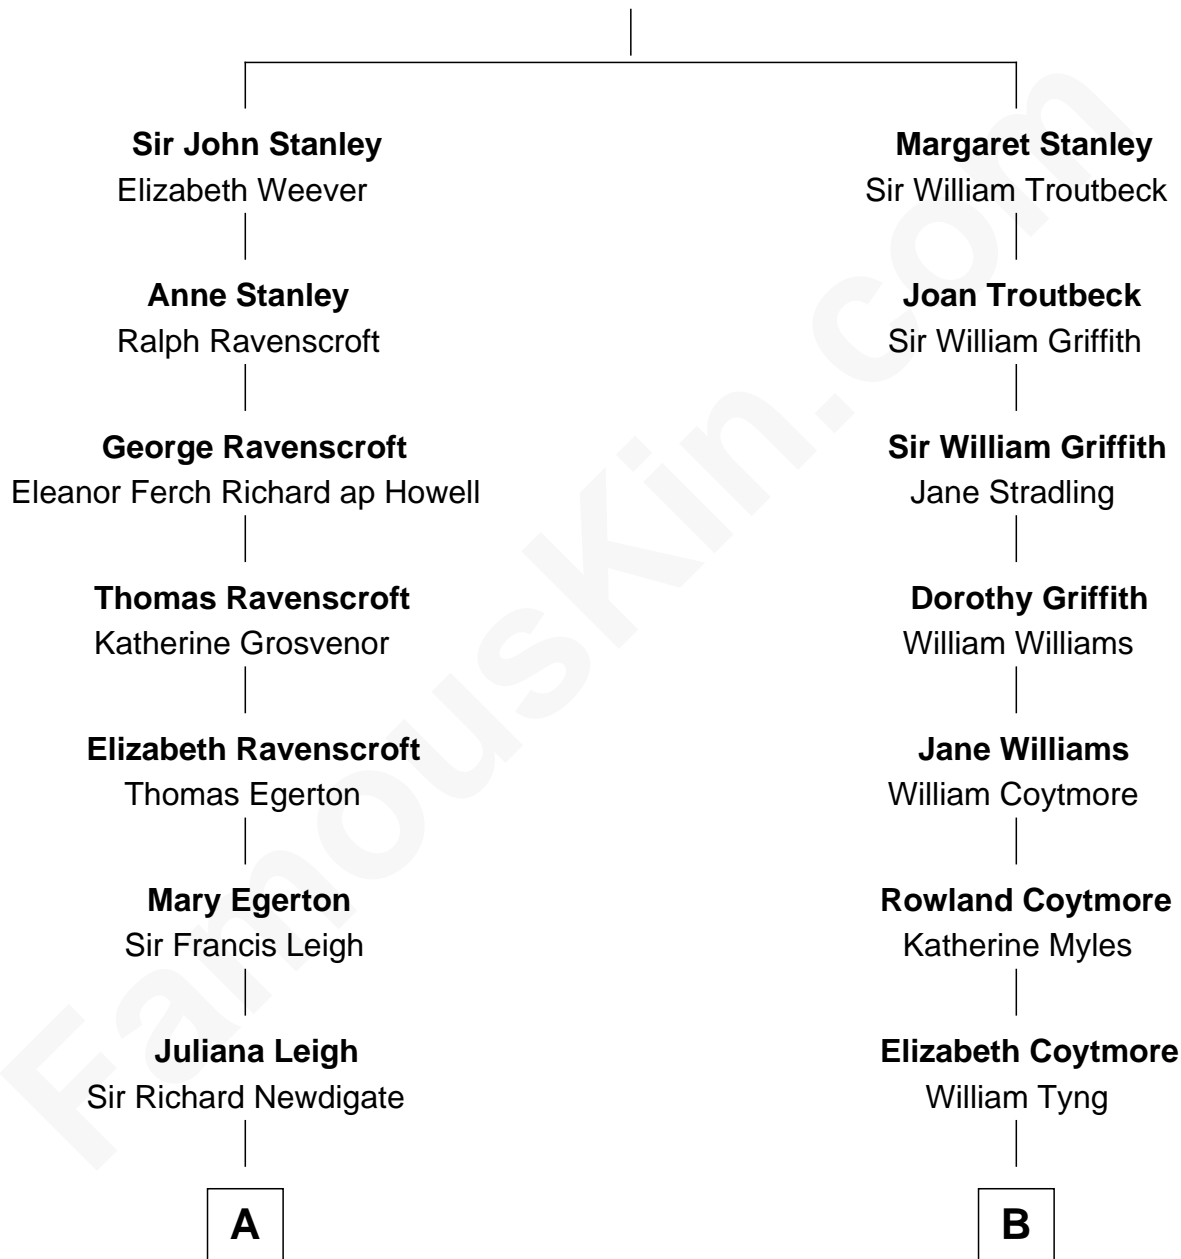 Sir John Stanley
Elizabeth Weever
Anne Stanley
Ralph Ravenscroft
George Ravenscroft
Eleanor Ferch Richard ap Howell
Thomas Ravenscroft
Katherine Grosvenor
Elizabeth Ravenscroft
Thomas Egerton
Mary Egerton
Sir Francis Leigh
Juliana Leigh
Sir Richard Newdigate
A
Margaret Stanley
Sir William Troutbeck
Joan Troutbeck
Sir William Griffith
Sir William Griffith
Jane Stradling
Dorothy Griffith
William Williams
Jane Williams
William Coytmore
Rowland Coytmore
Katherine Myles
Elizabeth Coytmore
William Tyng
B
FamousKin.com